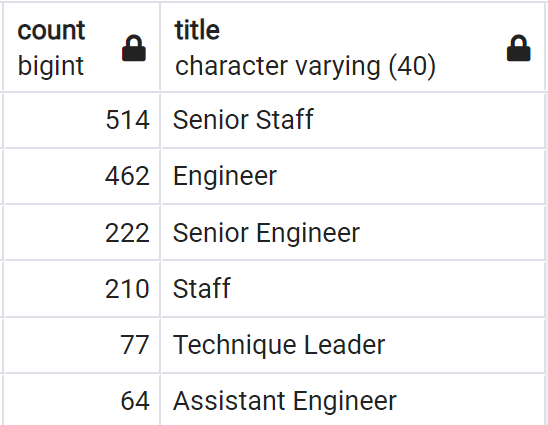 count title
bigint character varying (40)
514 Senior Staff
462 Engineer
222 Senior Engineer
210 Staff
77 Technique Leader
64 Assistant Engineer